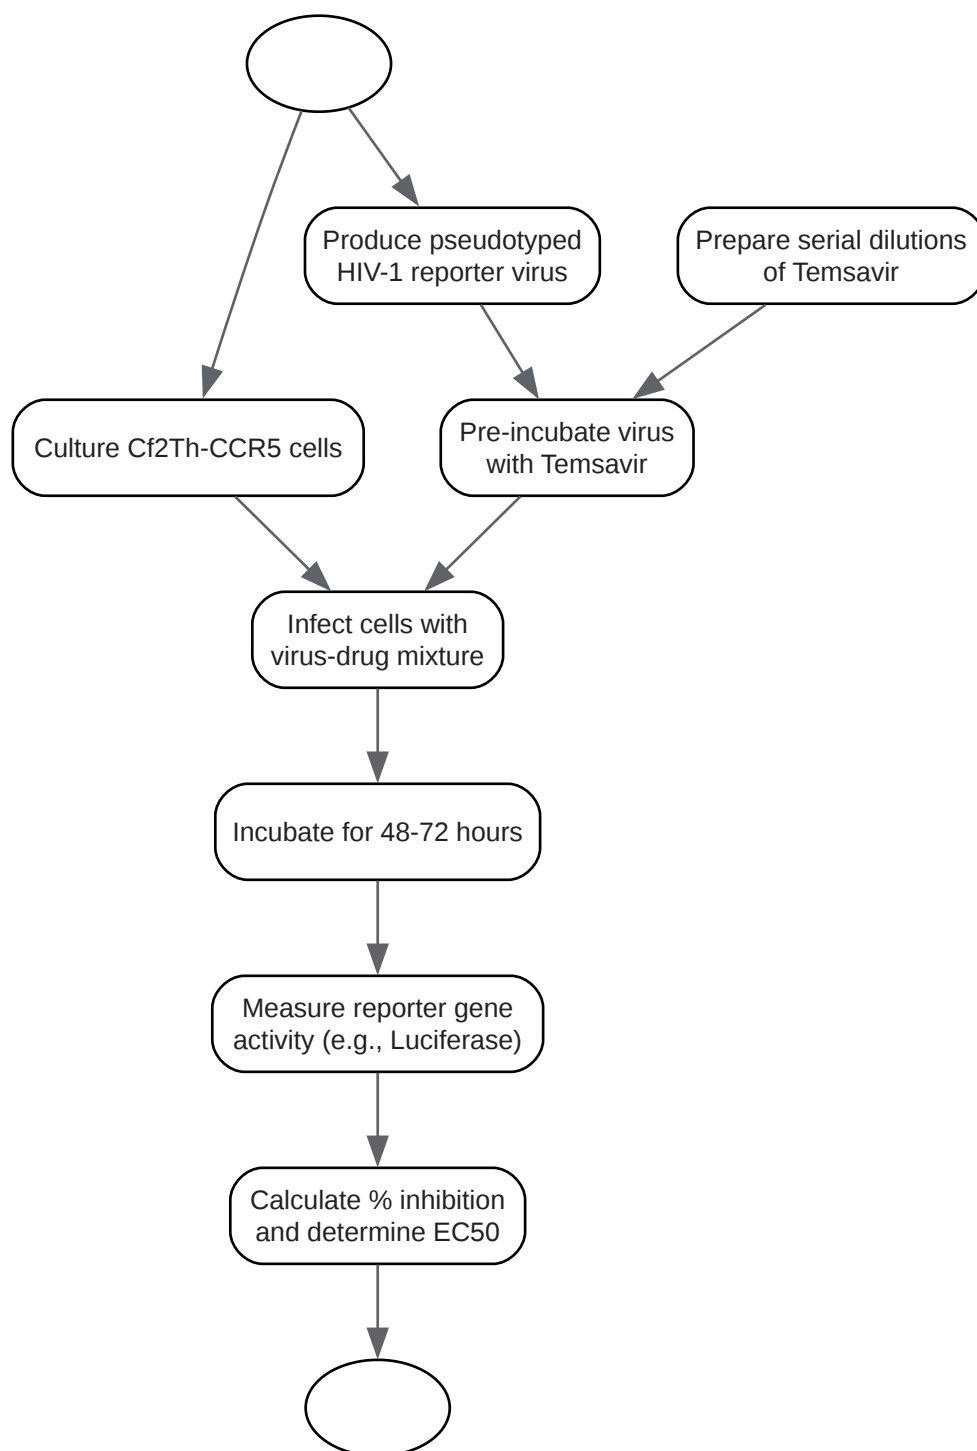 Produce pseudotyped
HIV-1 reporter virus
Prepare serial dilutions
of Temsavir
Culture Cf2Th-CCR5 cells
Pre-incubate virus
with Temsavir
Infect cells with
virus-drug mixture
Incubate for 48-72 hours
Measure reporter gene
activity (e.g., Luciferase)
Calculate % inhibition
and determine EC50